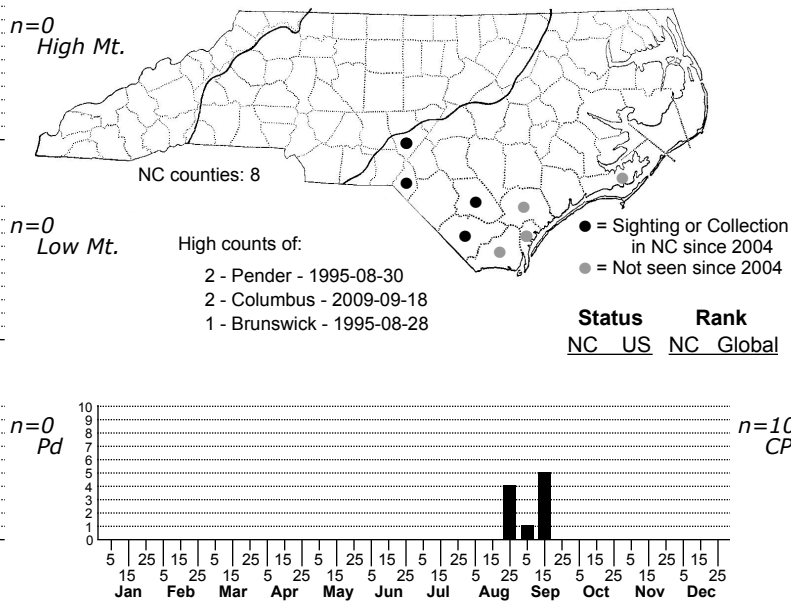 n=0
High Mt.
NC counties: 8
n=0
Low Mt.
High counts of:
2 - Pender - 1995-08-30
2 - Columbus - 2009-09-18
1 - Brunswick - 1995-08-28
● = Sighting or Collection
in NC since 2004
● = Not seen since 2004
Status Rank
NC US NC Global
n=0
Pd
n=10
CP
10
9
8
7
6
5
4
3
2
1
0
5 25 15 5 25 15 5 25 15 5 25 15 5 25 15 5 25 15
15 5 25 15 5 25 15 5 25 15 5 25 15 5 25 15 5 25
Jan Feb Mar Apr May Jun Jul Aug Sep Oct Nov Dec